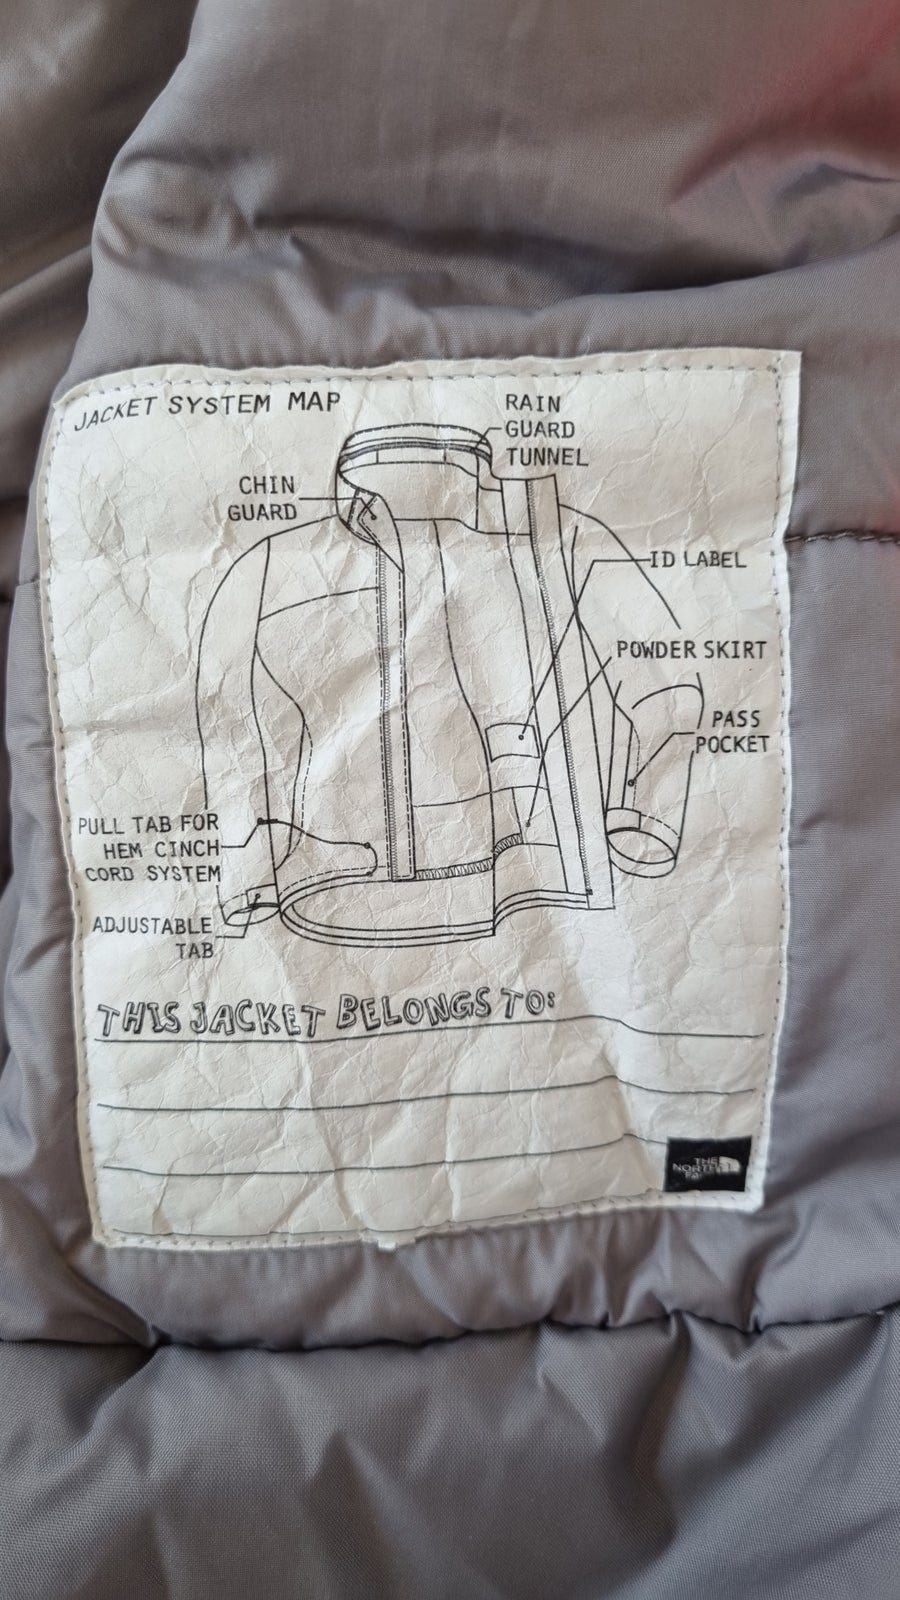 JACKET SYSTEM MAP
RAIN
GUARD
TUNNEL
CHIN
GUARD
ID LABEL
POWDER SKIRT
PASS
POCKET
PULL TAB FOR
HEM CINCH
CORD SYSTEM
ADJUSTABLE
TAB
THIS JACKET BELONGS TO:
THE
NORTH